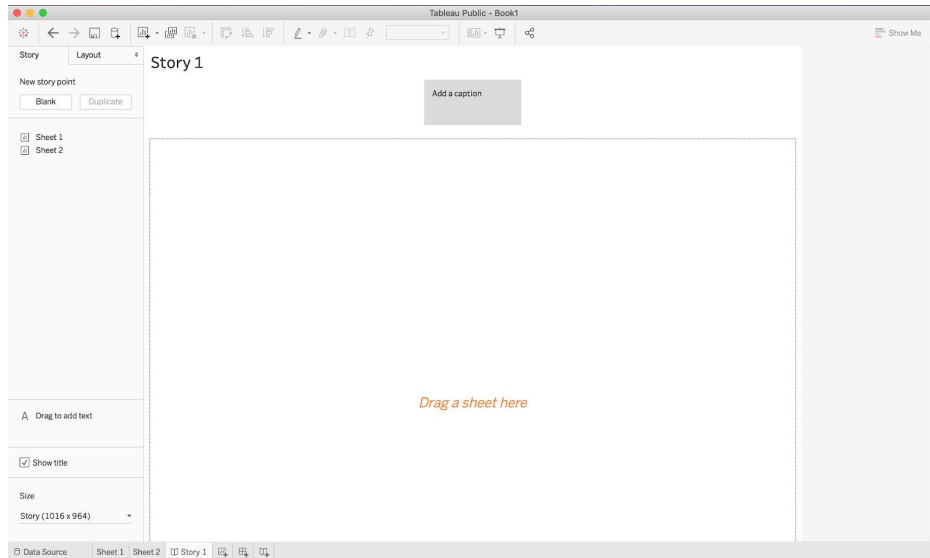 Tableau Public - Book1
Show Me
Story Layout
Story 1
New story point
Blank Duplicate
Add a caption
Sheet 1
Sheet 2
Drag a sheet here
A Drag to add text
Show title
Size
Story (1016 x 964)
Data Source Sheet 1 Sheet 2 Story 1